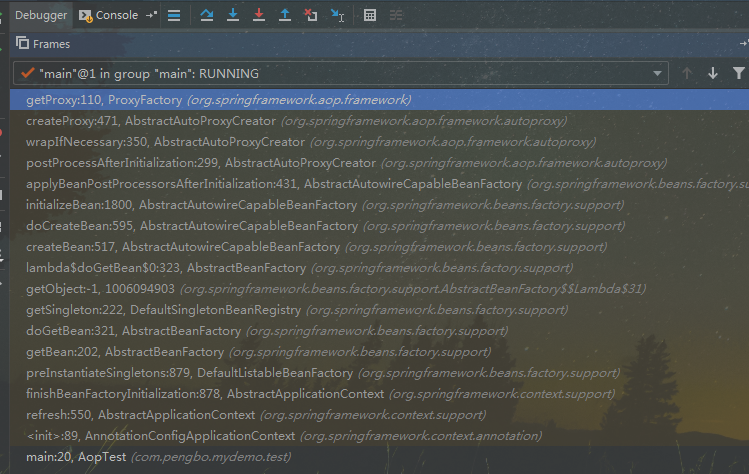 Debugger Console
Frames
"main"@1 in group "main": RUNNING
getProxy:110, ProxyFactory (org.springframework.aop.framework)
createProxy:471, AbstractAutoProxyCreator (org.springframework.aop.framework.autoproxy)
wrapIfNecessary:350, AbstractAutoProxyCreator (org.springframework.aop.framework.autoproxy)
postProcessAfterInitialization:299, AbstractAutoProxyCreator (org.springframework.aop.framework.autoproxy)
applyBeanPostProcessorsAfterInitialization:431, AbstractAutowireCapableBeanFactory (org.springframework.beans.factory.su
initializeBean:1800, AbstractAutowireCapableBeanFactory (org.springframework.beans.factory.support)
doCreateBean:595, AbstractAutowireCapableBeanFactory (org.springframework.beans.factory.support)
createBean:517, AbstractAutowireCapableBeanFactory (org.springframework.beans.factory.support)
lambda$doGetBean$0:323, AbstractBeanFactory (org.springframework.beans.factory.support)
getObject:-1, 1006094903 (org.springframework.beans.factory.support.AbstractBeanFactory$$Lambda$31)
getSingleton:222, DefaultSingletonBeanRegistry (org.springframework.beans.factory.support)
doGetBean:321, AbstractBeanFactory (org.springframework.beans.factory.support)
getBean:202, AbstractBeanFactory (org.springframework.beans.factory.support)
preInstantiateSingletons:879, DefaultListableBeanFactory (org.springframework.beans.factory.support)
finishBeanFactoryInitialization:878, AbstractApplicationContext (org.springframework.context.support)
refresh:550, AbstractApplicationContext (org.springframework.context.support)
<init>:89, AnnotationConfigApplicationContext (org.springframework.context.annotation)
main:20, AopTest (com.pengbo.mydemo.test)